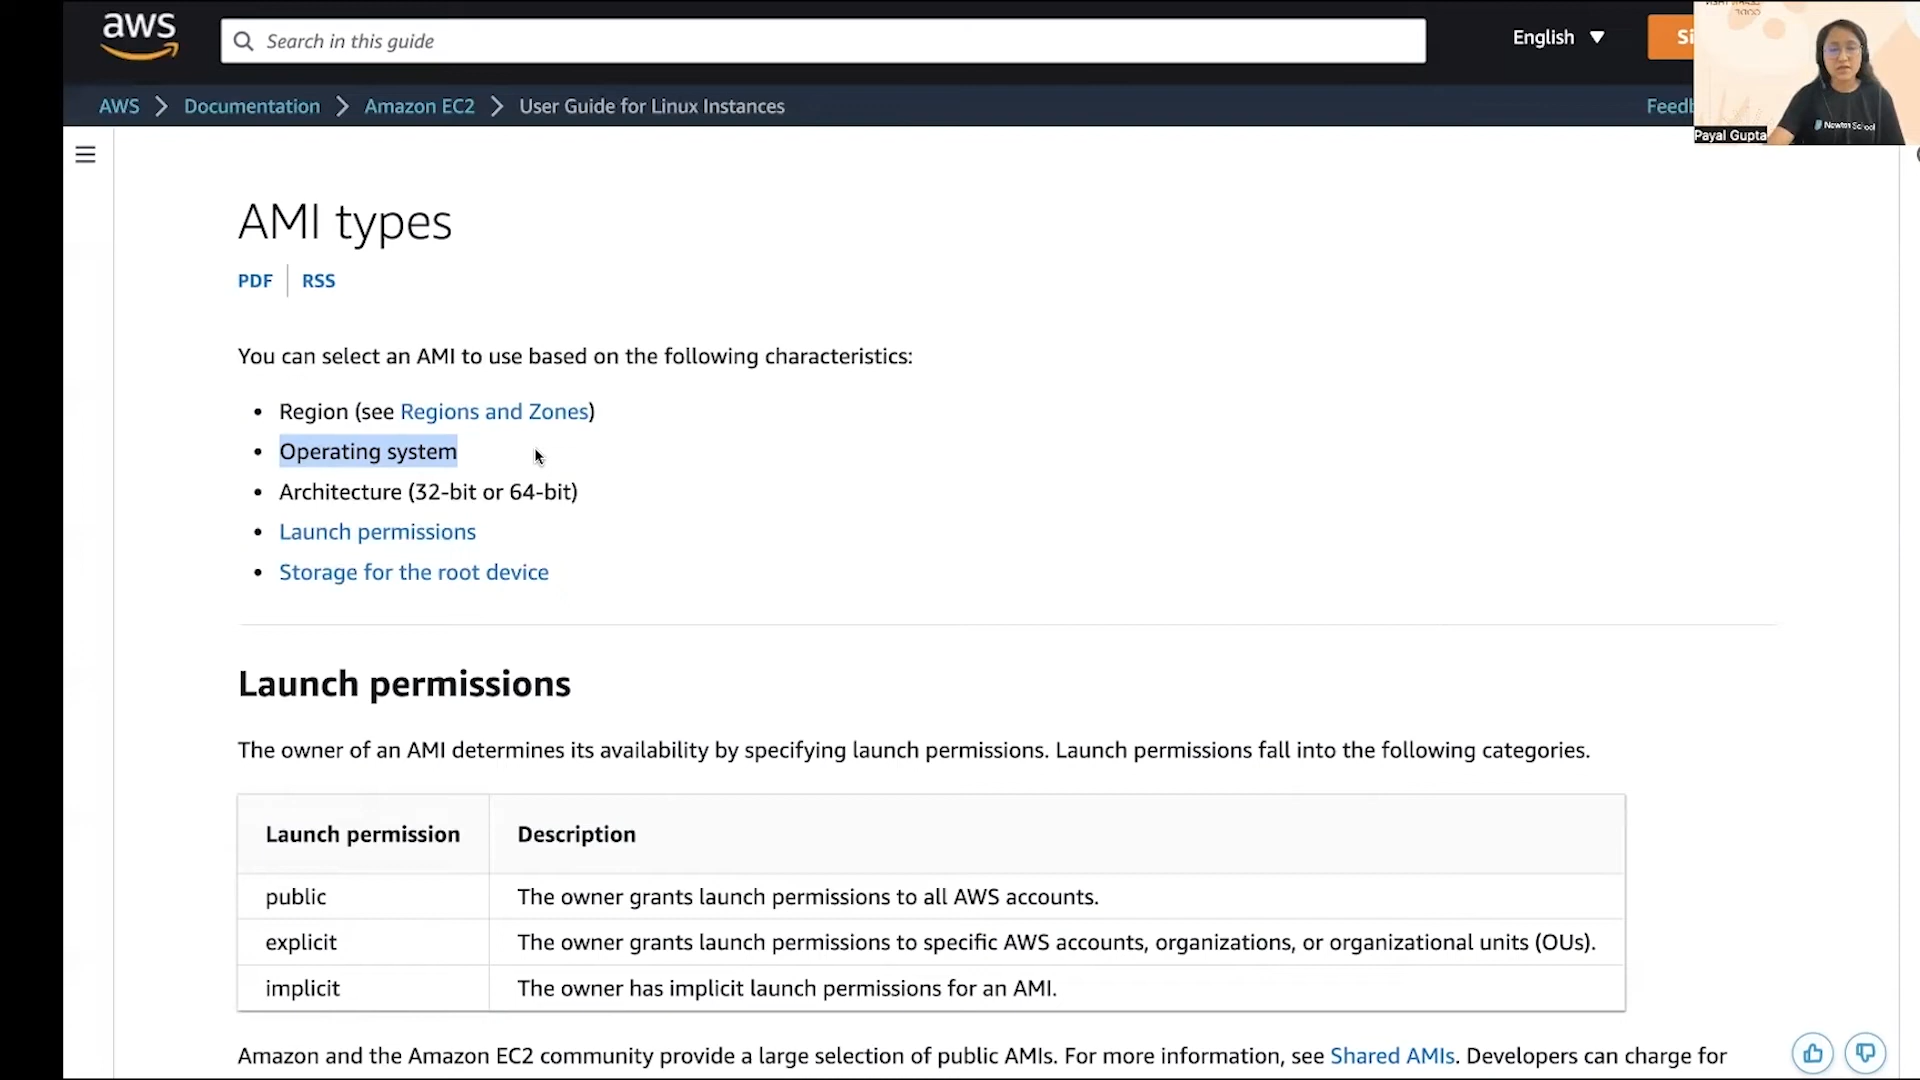 aws
Search in this guide
English
Si
AWS > Documentation > Amazon EC2 > User Guide for Linux Instances
Feedb
Payal Gupta
Newton School
AMI types
PDF | RSS
You can select an AMI to use based on the following characteristics:
• Region (see Regions and Zones)
• Operating system
• Architecture (32-bit or 64-bit)
• Launch permissions
• Storage for the root device
Launch permissions
The owner of an AMI determines its availability by specifying launch permissions. Launch permissions fall into the following categories.
Launch permission Description
public The owner grants launch permissions to all AWS accounts.
explicit The owner grants launch permissions to specific AWS accounts, organizations, or organizational units (OUs).
implicit The owner has implicit launch permissions for an AMI.
Amazon and the Amazon EC2 community provide a large selection of public AMIs. For more information, see Shared AMIs. Developers can charge for